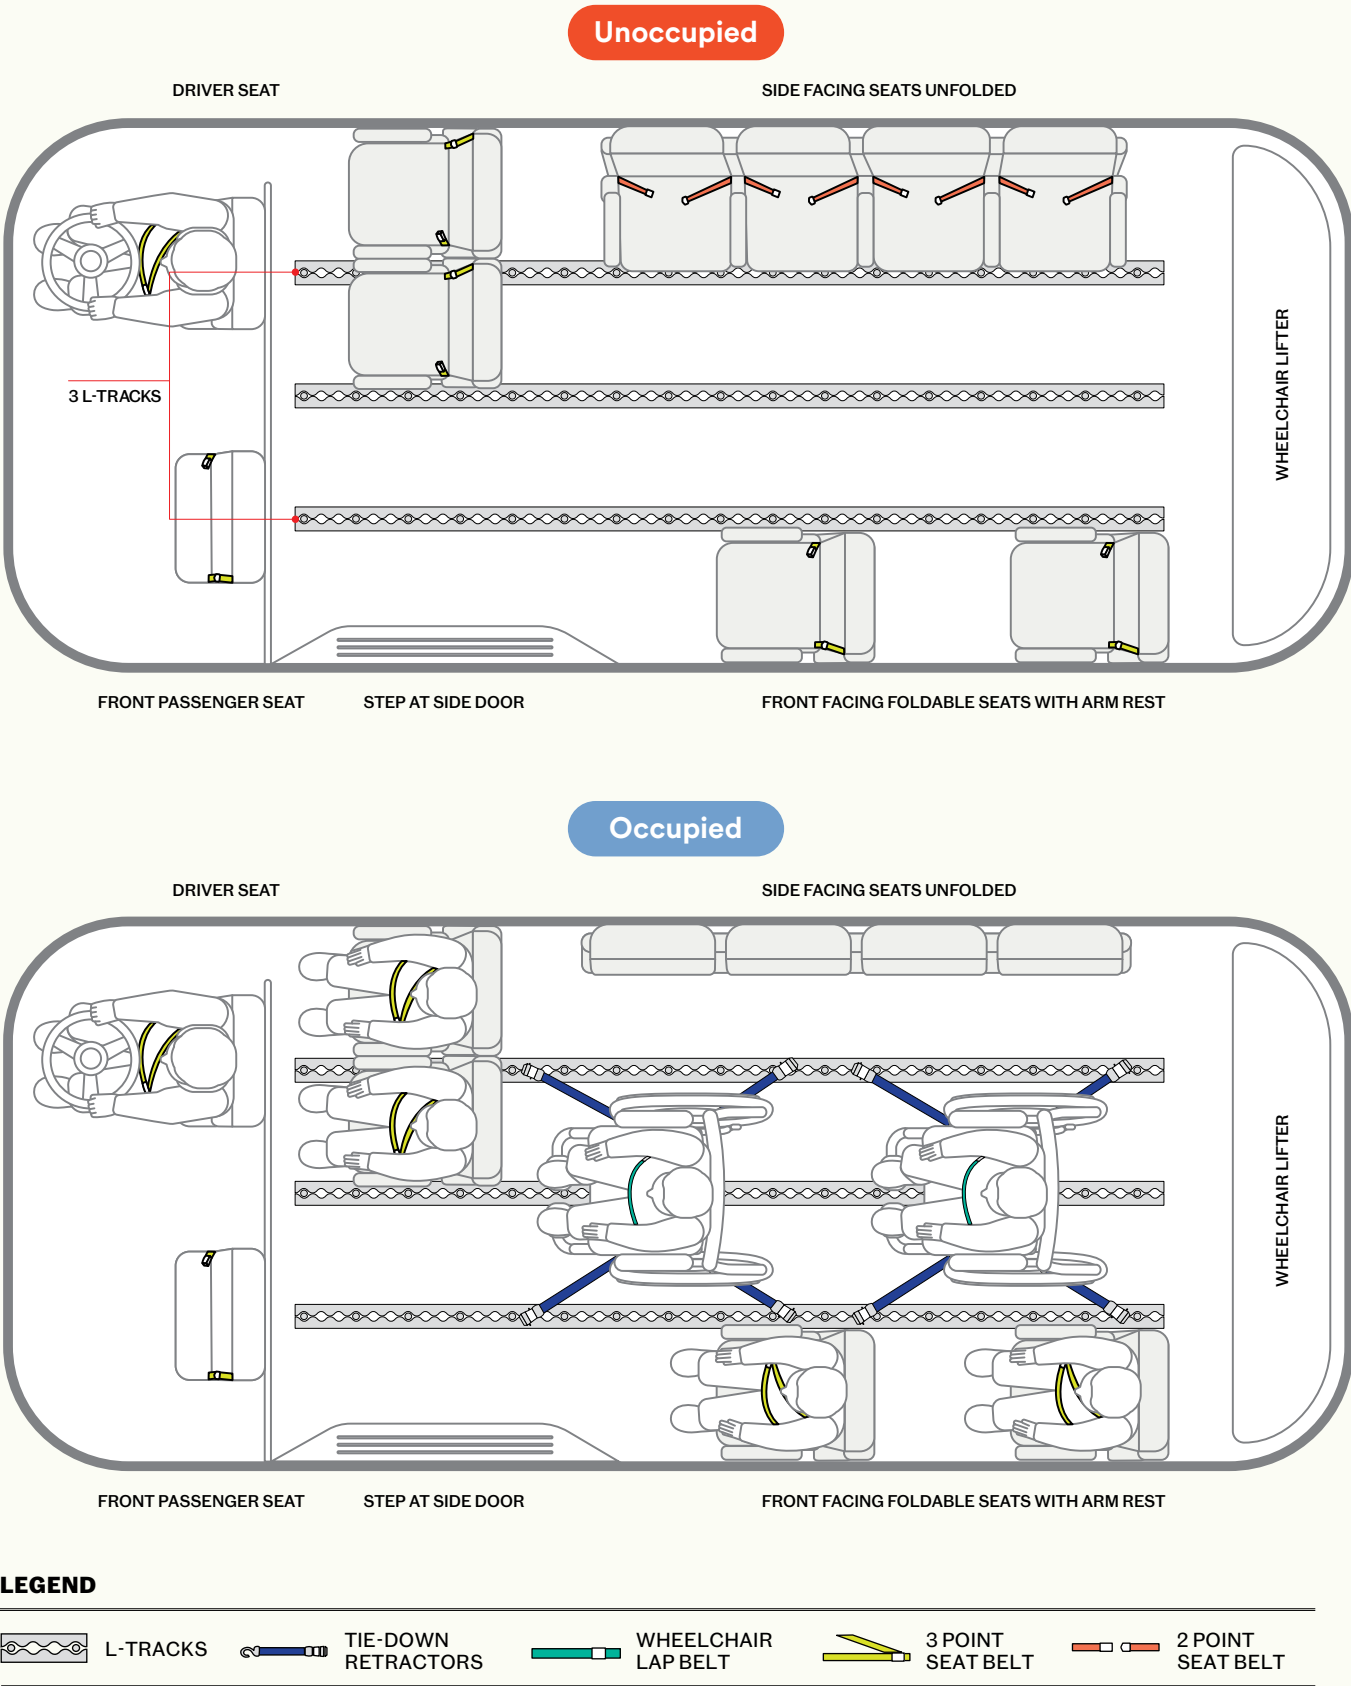 Unoccupied
DRIVER SEAT
SIDE FACING SEATS UNFOLDED
3 L-TRACKS
WHEELCHAIR LIFTER
FRONT PASSENGER SEAT
STEP AT SIDE DOOR
FRONT FACING FOLDABLE SEATS WITH ARM REST
Occupied
DRIVER SEAT
SIDE FACING SEATS UNFOLDED
WHEELCHAIR LIFTER
FRONT PASSENGER SEAT
STEP AT SIDE DOOR
FRONT FACING FOLDABLE SEATS WITH ARM REST
LEGEND
L-TRACKS
TIE-DOWN
RETRACTORS
WHEELCHAIR
LAP BELT
3 POINT
SEAT BELT
2 POINT
SEAT BELT